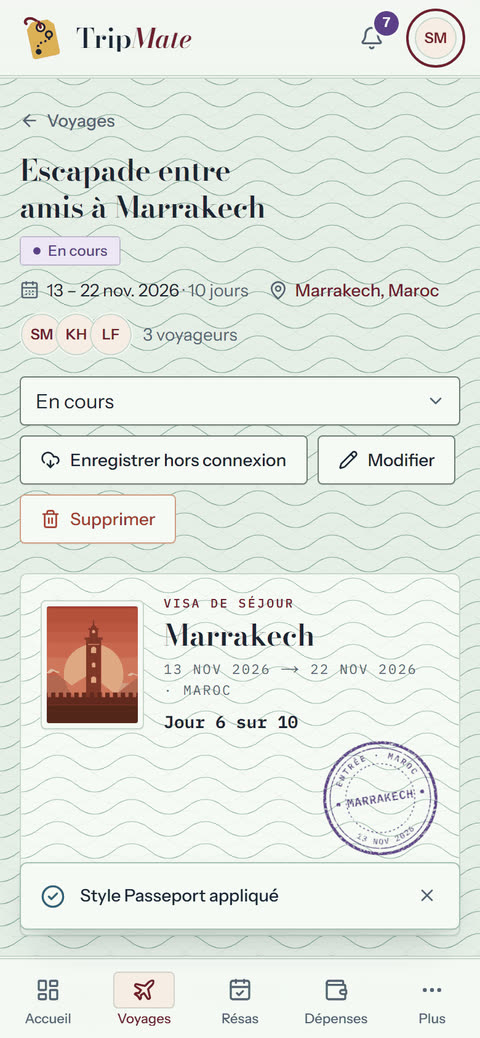 TripMate
7
SM
Voyages
Escapade entre
amis à Marrakech
En cours
13 – 22 nov. 2026 · 10 jours
Marrakech, Maroc
SM KH LF 3 voyageurs
En cours
Enregistrer hors connexion
Modifier
Supprimer
VISA DE SÉJOUR
Marrakech
13 NOV 2026 → 22 NOV 2026
· MAROC
Jour 6 sur 10
ENTRÉE · MAROC
MARRAKECH
13 NOV 2026
Style Passeport appliqué
Accueil
Voyages
Résas
Dépenses
Plus